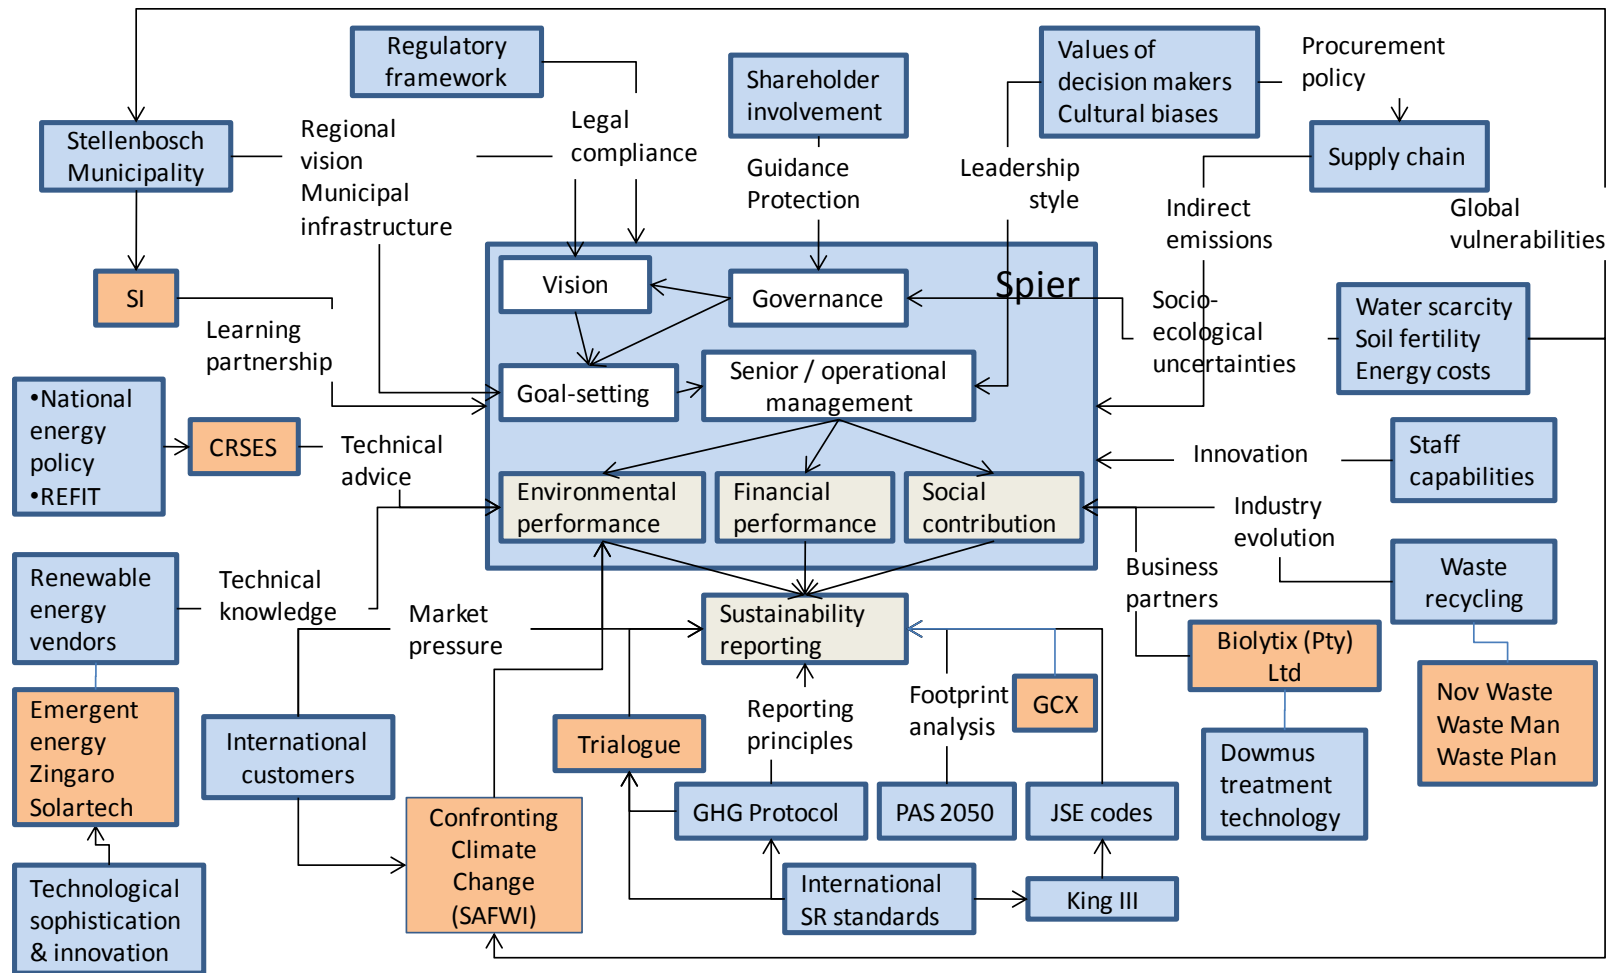 Regulatory
framework
Shareholder
involvement
Values of
decision makers
Cultural biases
Procurement
policy
Stellenbosch
Municipality
Regional
vision
Municipal
infrastructure
Legal
compliance
Guidance
Protection
Leadership
style
Supply chain
Indirect
emissions
Global
vulnerabilities
SI
Learning
partnership
Spier
Vision
Governance
Socio-
ecological
uncertainties
Water scarcity
Soil fertility
Energy costs
Goal-setting
Senior / operational
management
•National
energy
policy
•REFIT
CRSES
Technical
advice
Innovation
Staff
capabilities
Environmental
performance
Financial
performance
Social
contribution
Industry
evolution
Renewable
energy
vendors
Technical
knowledge
Market
pressure
Sustainability
reporting
Business
partners
Waste
recycling
Emergent
energy
Zingaro
Solartech
International
customers
Trialogue
Reporting
principles
Footprint
analysis
GCX
Biolytix (Pty)
Ltd
Nov Waste
Waste Man
Waste Plan
Dowmus
treatment
technology
Confronting
Climate
Change
(SAFWI)
GHG Protocol
PAS 2050
JSE codes
Technological
sophistication
& innovation
International
SR standards
King III